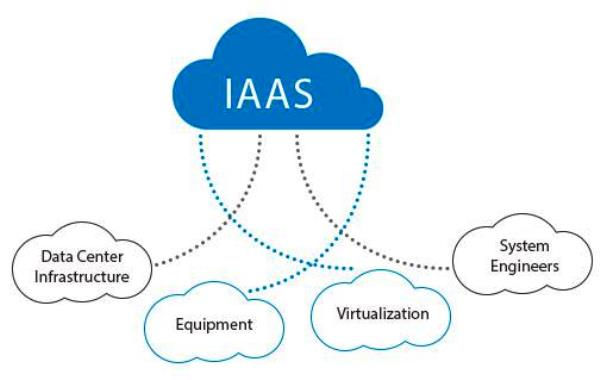 IAAS
Data Center
Infrastructure
System
Engineers
Equipment
Virtualization